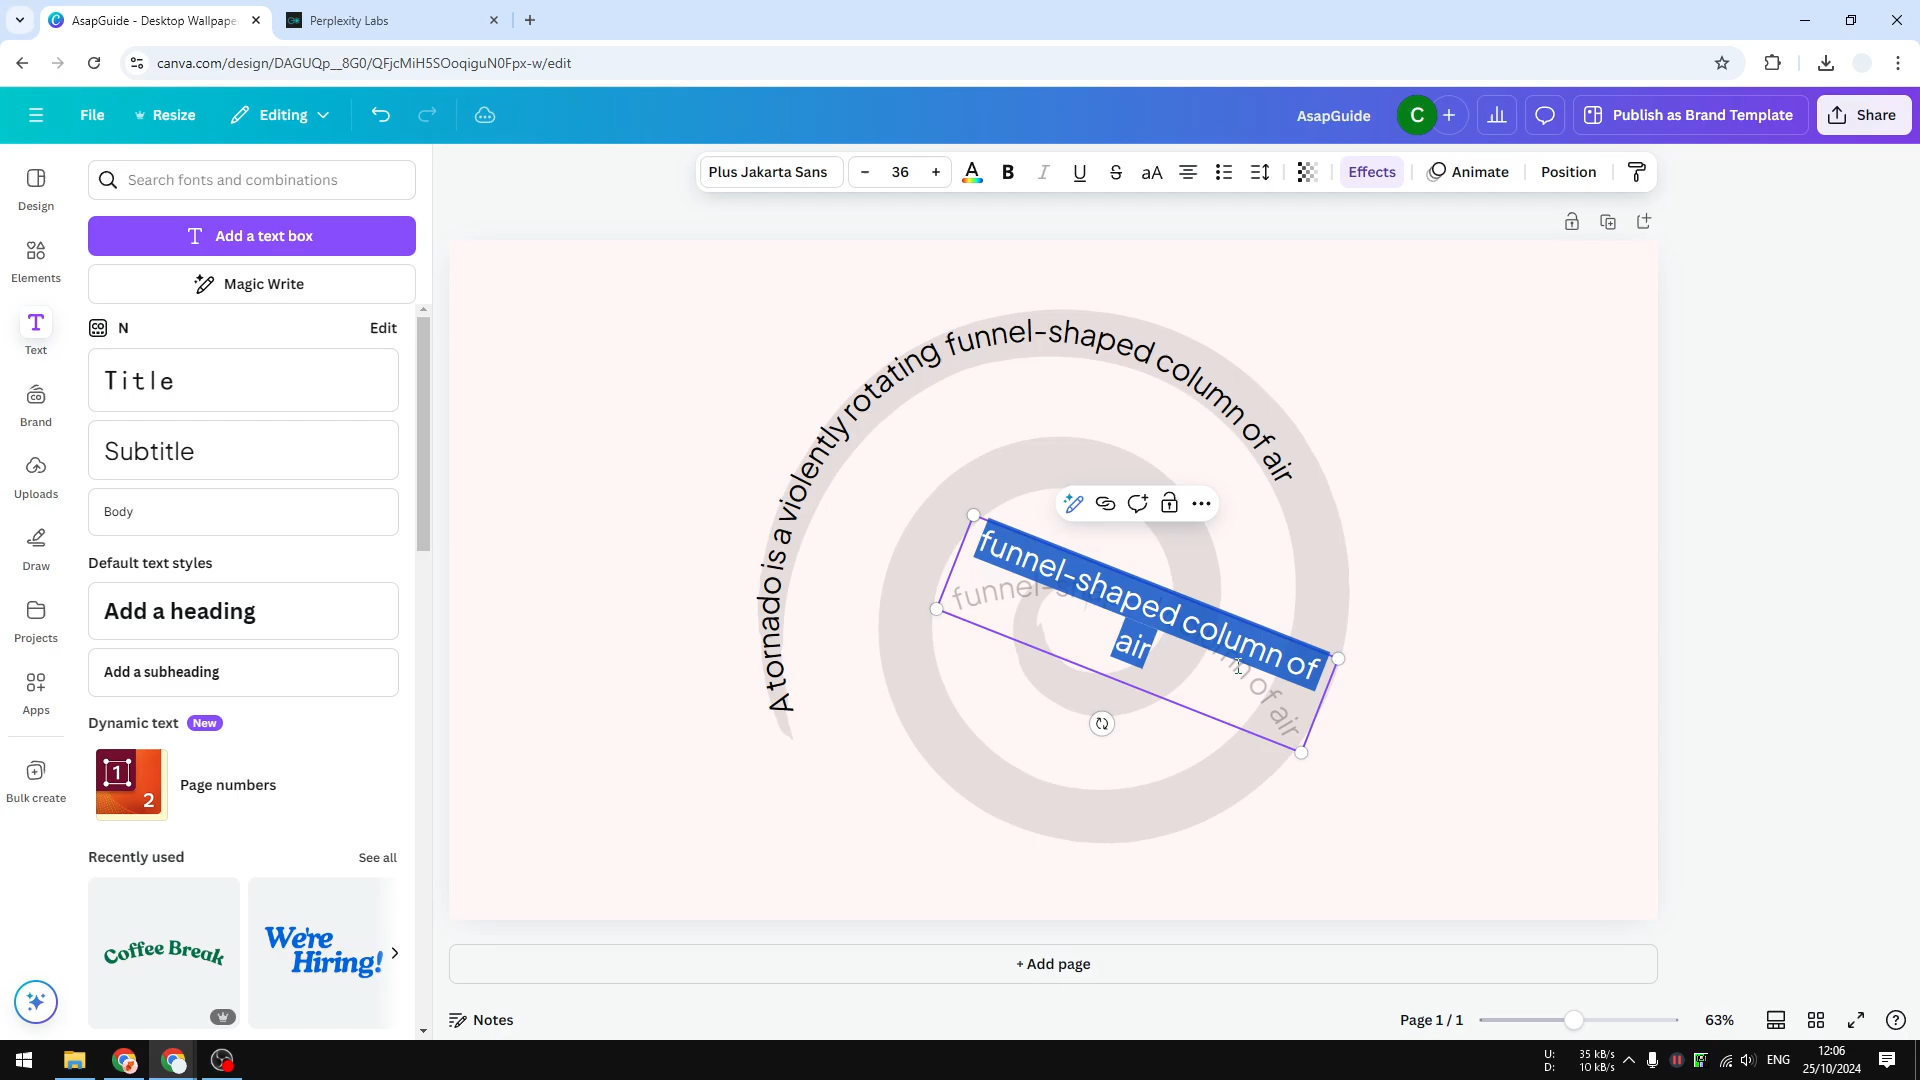 AsapGuide - Desktop Wallpape
Perplexity Labs
canva.com/design/DAGUQp__8G0/QFjcMiH5SOoqiguN0Fpx-w/edit
File
Resize
Editing
AsapGuide
C
Publish as Brand Template
Share
Plus Jakarta Sans
36
Effects
Animate
Position
Design
Elements
Text
Brand
Uploads
Draw
Projects
Apps
Bulk create
Search fonts and combinations
Add a text box
Magic Write
N
Edit
Title
Subtitle
Body
Default text styles
Add a heading
Add a subheading
Dynamic text
New
1
2
Page numbers
Recently used
See all
Coffee Break
We're
Hiring!
A tornado is a violently rotating funnel-shaped column of air
funnel-shaped column of
air
+ Add page
Notes
Page 1 / 1
63%
U:
35 kB/s
D:
10 kB/s
ENG
12:06
25/10/2024